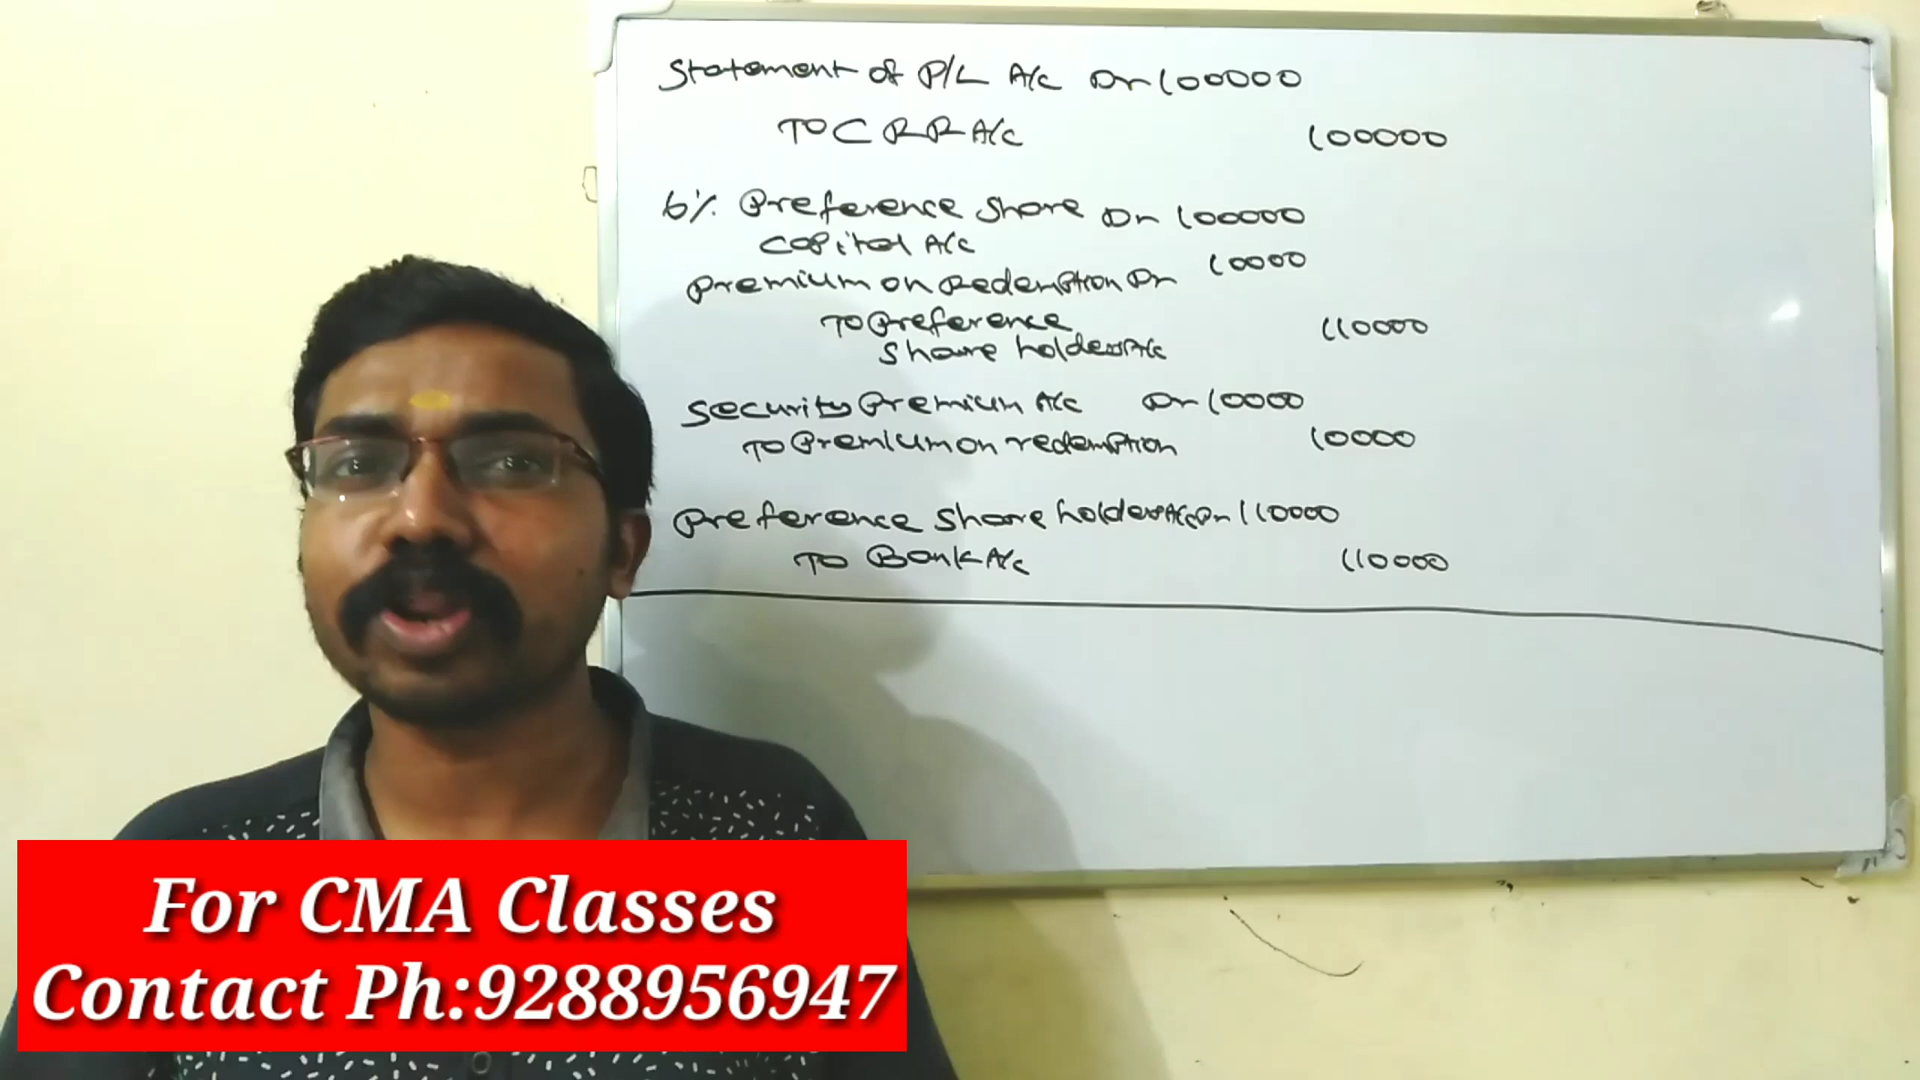 Statement of P/L A/c Dr 100000
To C R R A/c 100000
6% Preference Share Dr 100000
Capital A/c
Premium on Redemption Dr 10000
To Preference 110000
Share holders A/c
Security Premium A/c Dr 10000
To Premium on redemption 10000
Preference Share holders A/c Dr 110000
To Bank A/c 110000
For CMA Classes
Contact Ph:9288956947